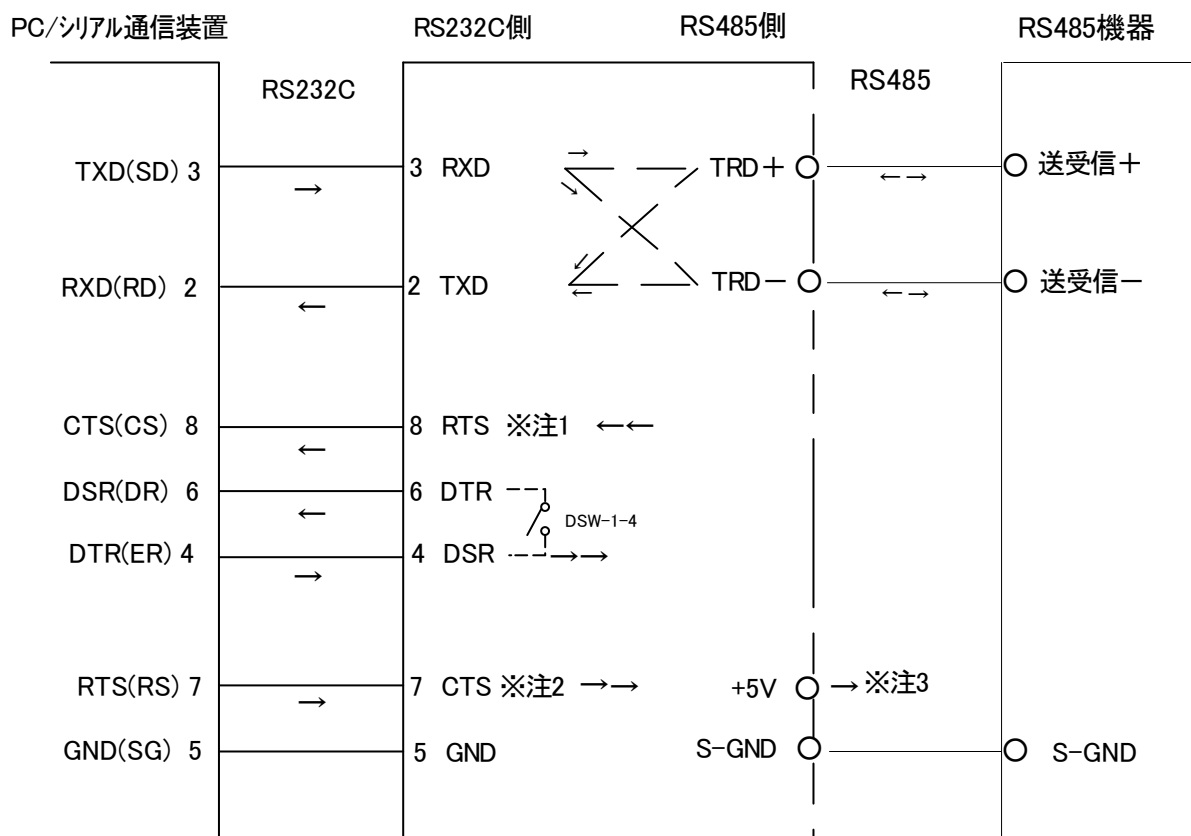 PC/シリアル通信装置 RS232C側 RS485側 RS485機器
RS232C RS485
TXD(SD) 3 3 RXD TRD＋ 送受信＋
→ → ←→
RXD(RD) 2 2 TXD TRD－ 送受信－
← ← ←→
CTS(CS) 8 8 RTS ※注1 ←←
←
DSR(DR) 6 6 DTR
← DSW-1-4
DTR(ER) 4 4 DSR →→
→
RTS(RS) 7 7 CTS ※注2 →→ +5V →※注3
→
GND(SG) 5 5 GND S-GND S-GND